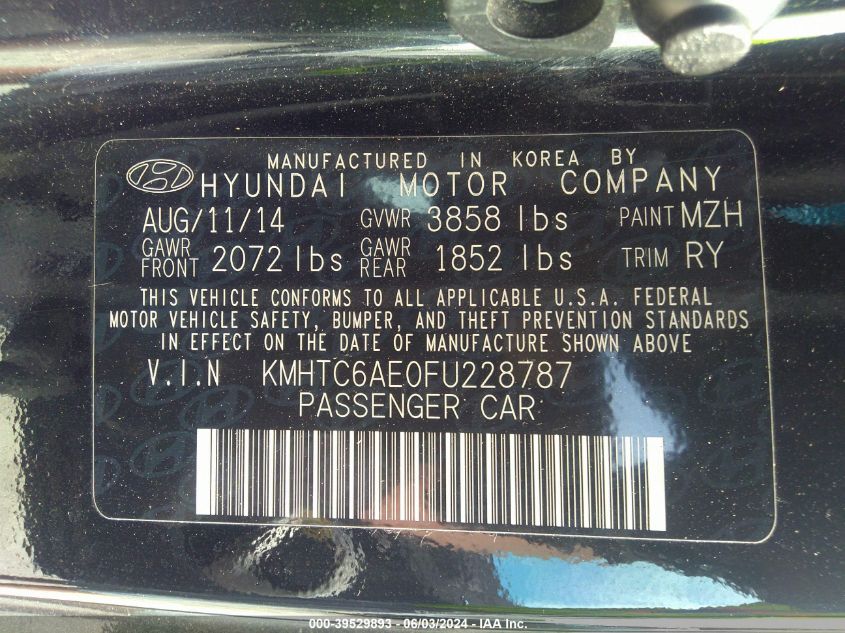 MANUFACTURED IN KOREA BY
HYUNDAI MOTOR COMPANY
AUG/11/14 GVWR 3858 lbs PAINT MZH
GAWR FRONT 2072 lbs GAWR REAR 1852 lbs TRIM RY
THIS VEHICLE CONFORMS TO ALL APPLICABLE U.S.A. FEDERAL
MOTOR VEHICLE SAFETY, BUMPER, AND THEFT PREVENTION STANDARDS
IN EFFECT ON THE DATE OF MANUFACTURE SHOWN ABOVE
V.I.N KMHTC6AE0FU228787
PASSENGER CAR
000-39529893 - 06/03/2024 - IAA Inc.